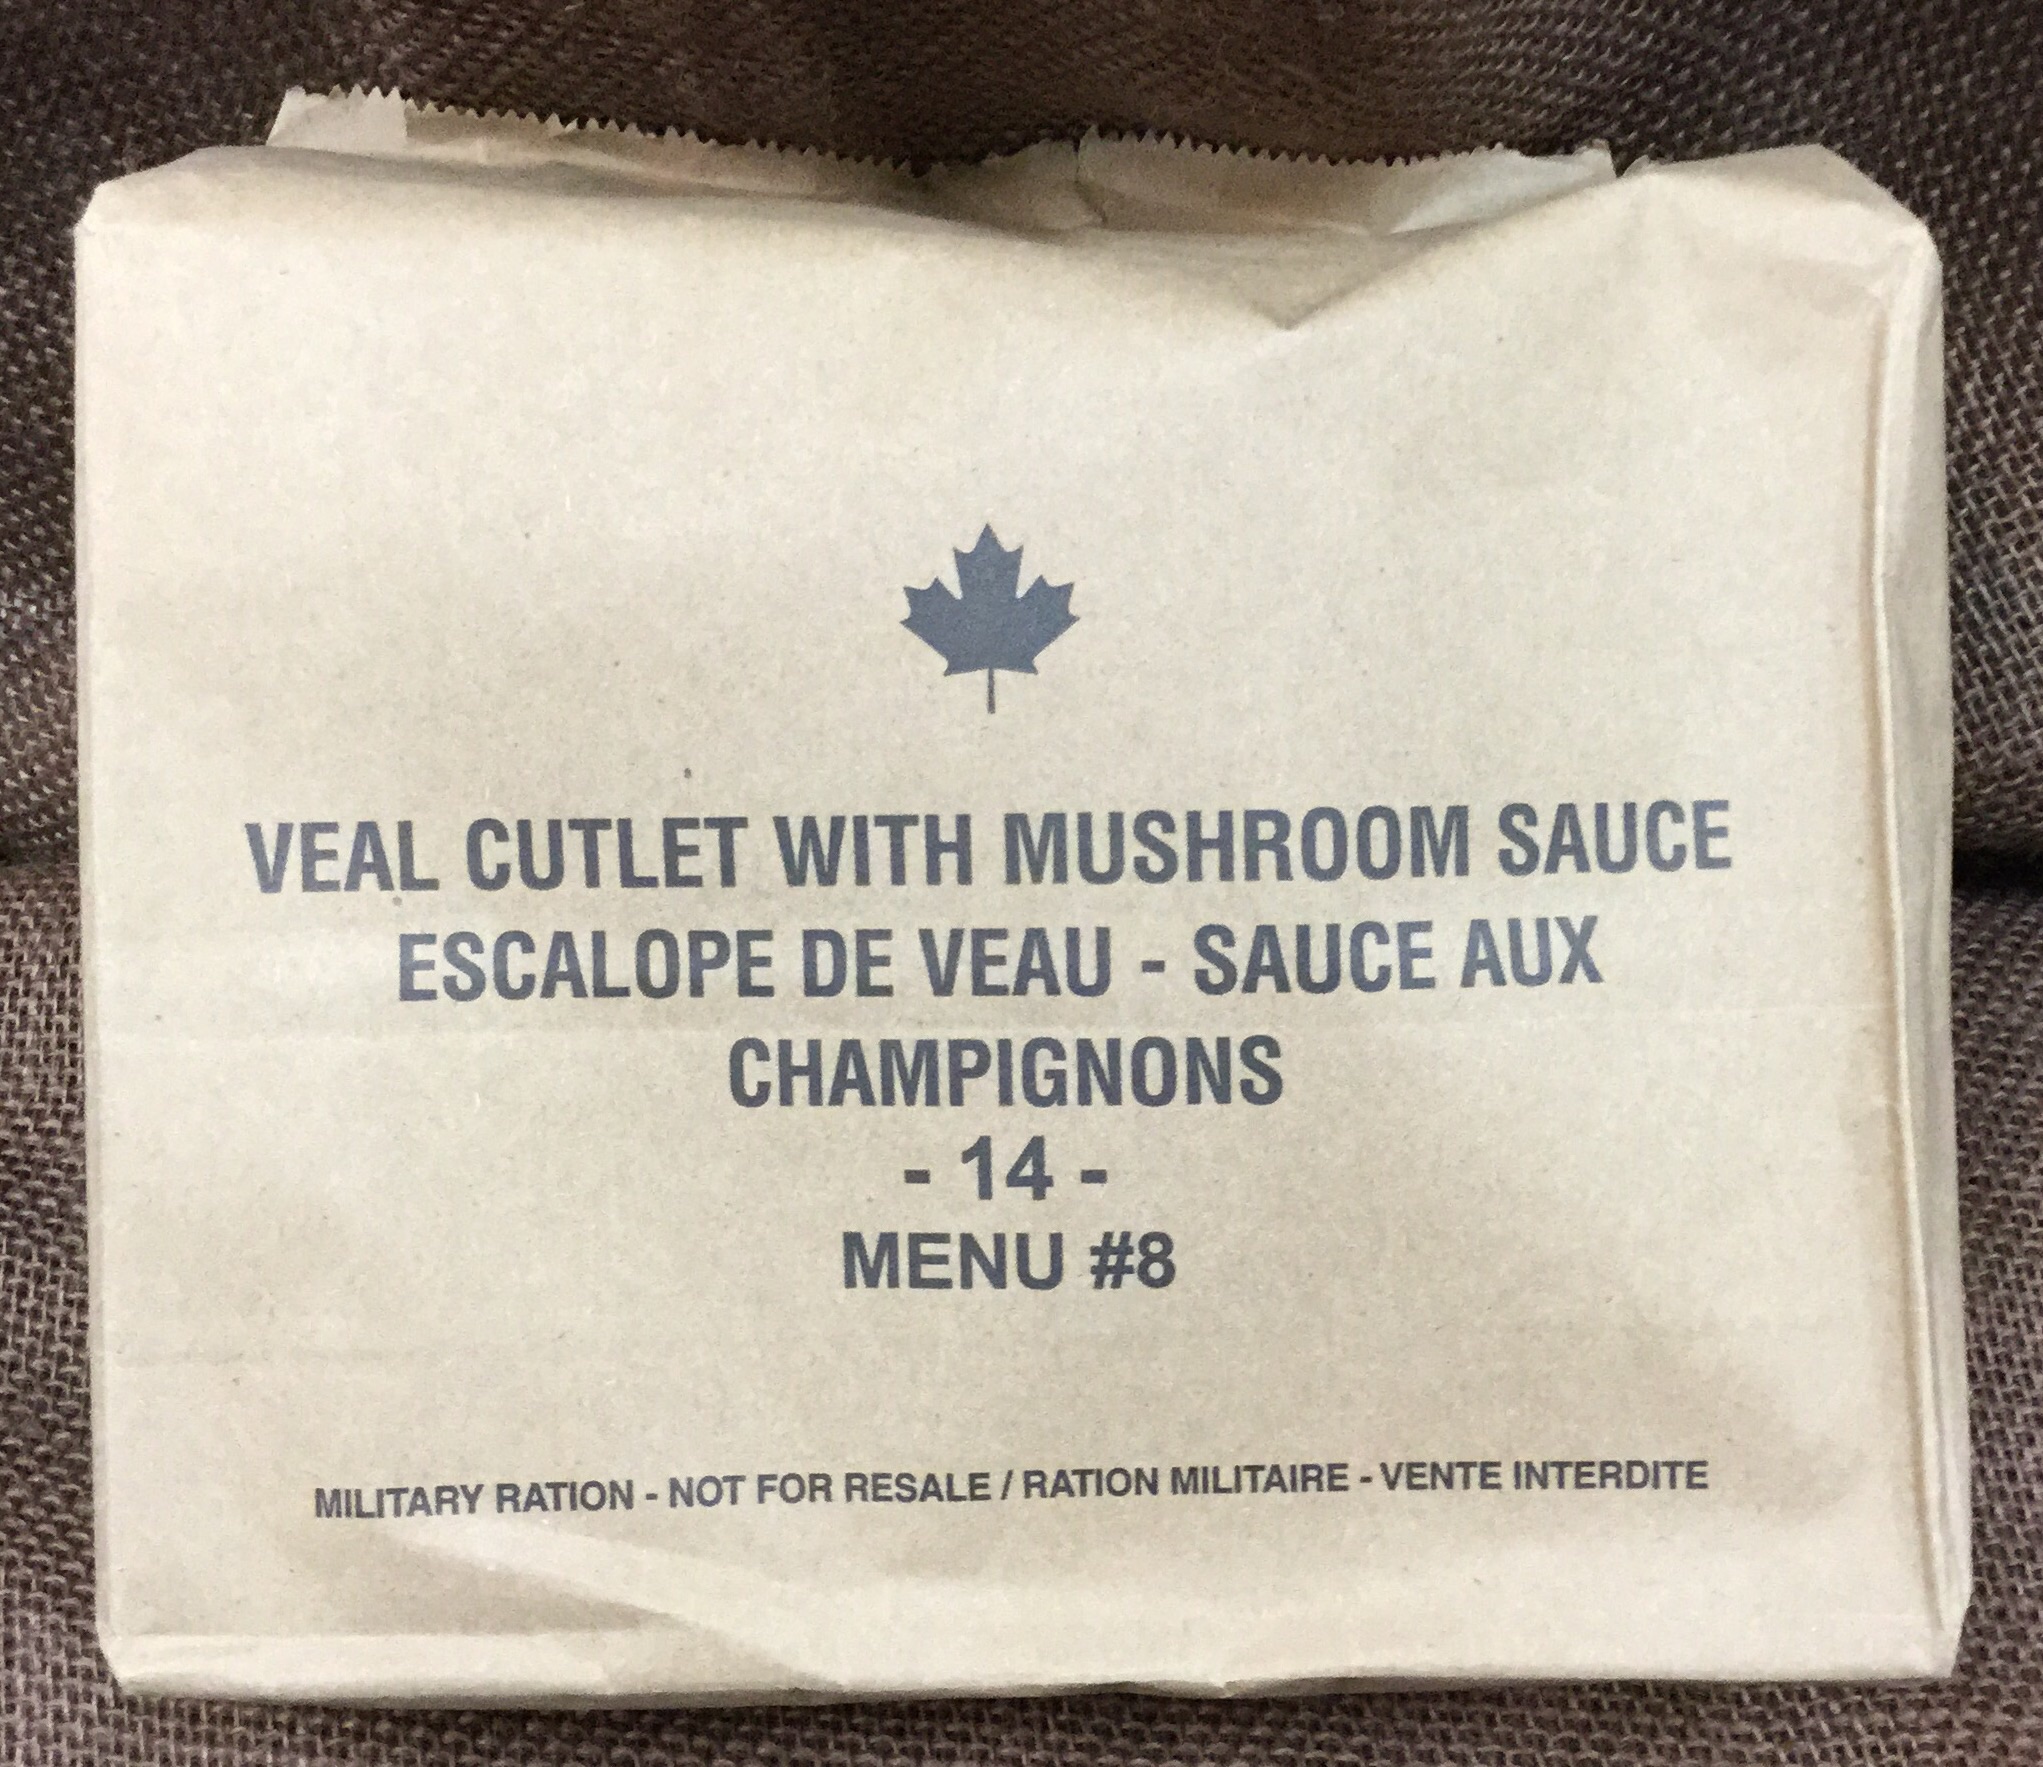 VEAL CUTLET WITH MUSHROOM SAUCE
ESCALOPE DE VEAU - SAUCE AUX
CHAMPIGNONS
- 14 -
MENU #8
MILITARY RATION - NOT FOR RESALE / RATION MILITAIRE - VENTE INTERDITE